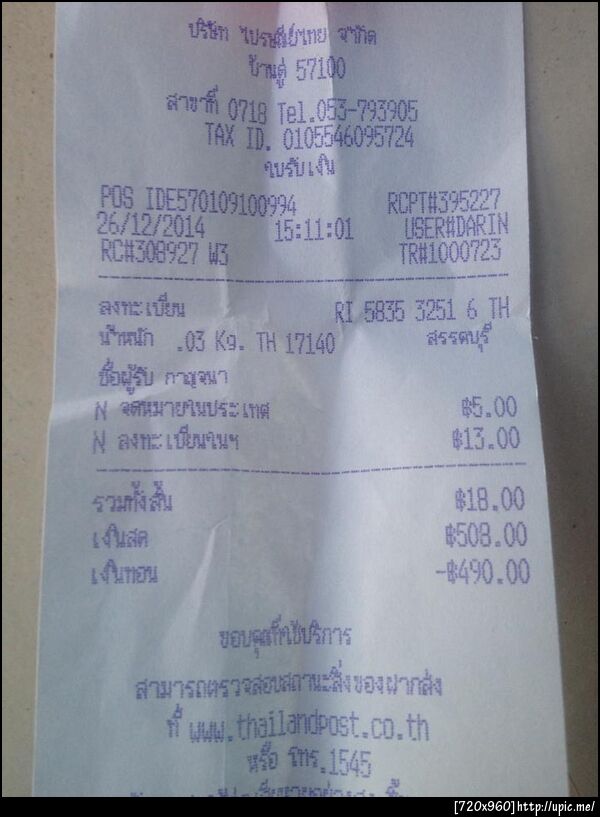 บริษัท ไปรษณีย์ไทย จำกัด
บ้านดู่ 57100
สาขาที่ 0718 Tel.053-793905
TAX ID. 0105546095724
ใบรับเงิน
POS IDE570109100994 RCPT#395227
26/12/2014 15:11:01 USER#DARIN
RC#308927 W3 TR#1000723
ลงทะเบียน RI 5835 3251 6 TH
น้ำหนัก .03 Kg. TH 17140 สรรคบุรี
ชื่อผู้รับ กาญจนา
N จดหมายในประเทศ ฿5.00
N ลงทะเบียนในฯ ฿13.00
รวมทั้งสิ้น ฿18.00
เงินสด ฿508.00
เงินทอน -฿490.00
ขอบคุณที่ใช้บริการ
สามารถตรวจสอบสถานะสิ่งของฝากส่ง
ที่ www.thailandpost.co.th
หรือ โทร.1545
[720x960]http://upic.me/